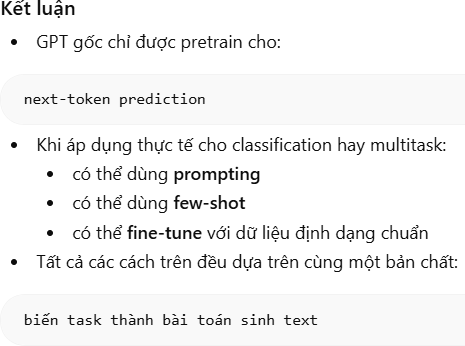 Kết luận
• GPT gốc chỉ được pretrain cho:
next-token prediction
• Khi áp dụng thực tế cho classification hay multitask:
• có thể dùng prompting
• có thể dùng few-shot
• có thể fine-tune với dữ liệu định dạng chuẩn
• Tất cả các cách trên đều dựa trên cùng một bản chất:
biến task thành bài toán sinh text